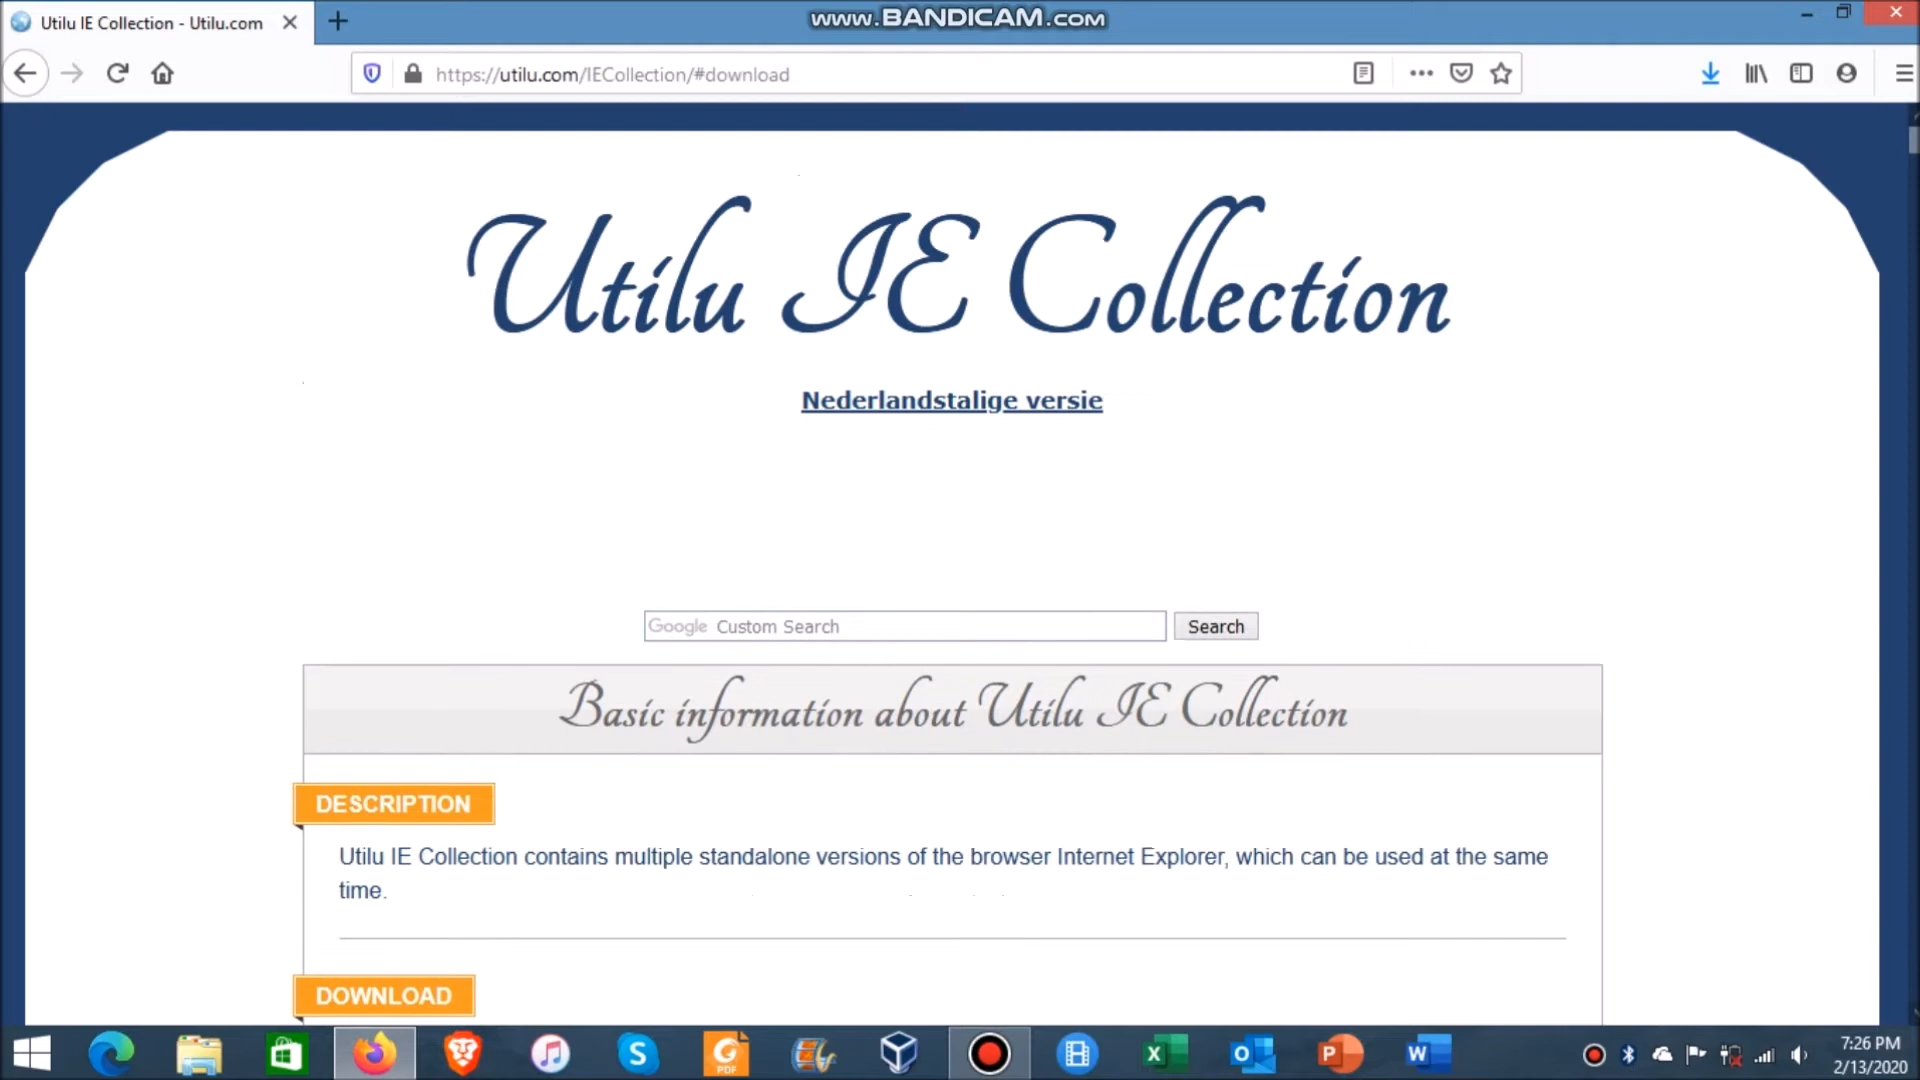 Utilu IE Collection - Utilu.com
www.BANDICAM.com
https://utilu.com/IECollection/#download
Utilu IE Collection
Nederlandstalige versie
Google Custom Search
Search
Basic information about Utilu IE Collection
DESCRIPTION
Utilu IE Collection contains multiple standalone versions of the browser Internet Explorer, which can be used at the same
time.
DOWNLOAD
7:26 PM
2/13/2020